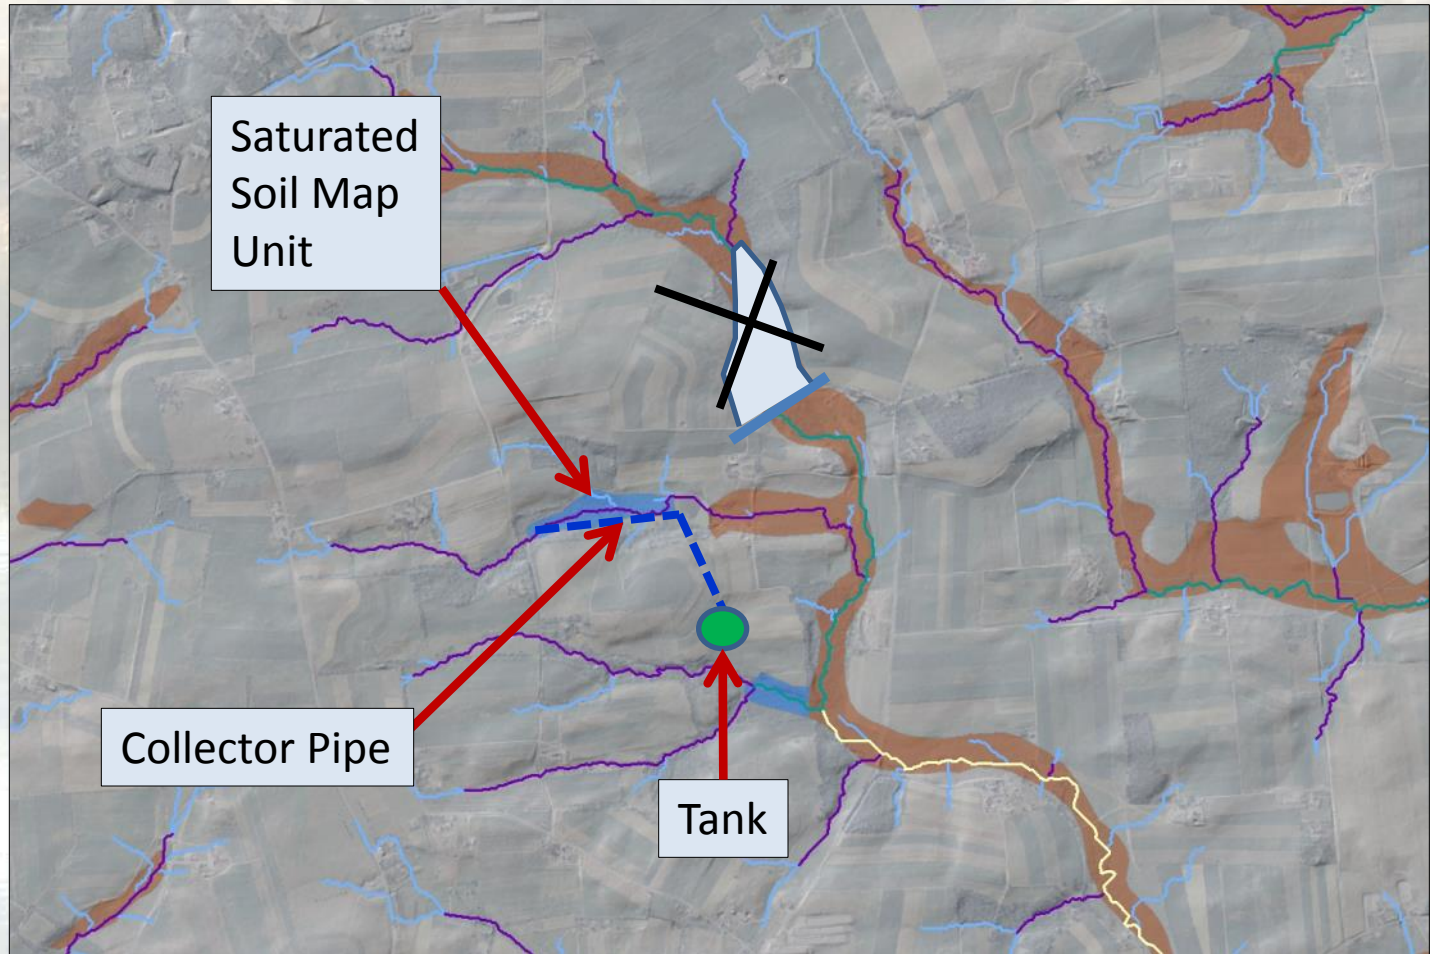 Saturated
Soil Map
Unit
Collector Pipe
Tank